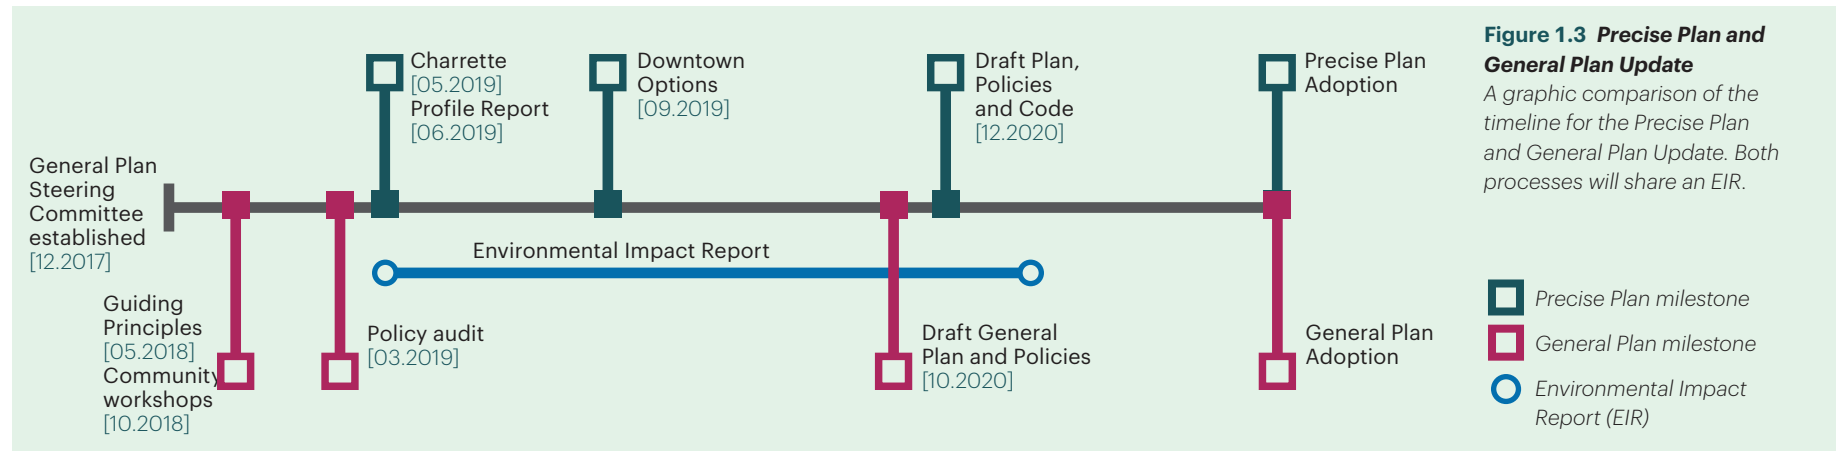 Figure 1.3 Precise Plan and
General Plan Update
A graphic comparison of the
timeline for the Precise Plan
and General Plan Update. Both
processes will share an EIR.
Charrette
[05.2019]
Profile Report
[06.2019]
Downtown
Options
[09.2019]
Draft Plan,
Policies
and Code
[12.2020]
Precise Plan
Adoption
General Plan
Steering
Committee
established
[12.2017]
Environmental Impact Report
Guiding
Principles
[05.2018]
Community
workshops
[10.2018]
Policy audit
[03.2019]
Draft General
Plan and Policies
[10.2020]
General Plan
Adoption
Precise Plan milestone
General Plan milestone
Environmental Impact
Report (EIR)